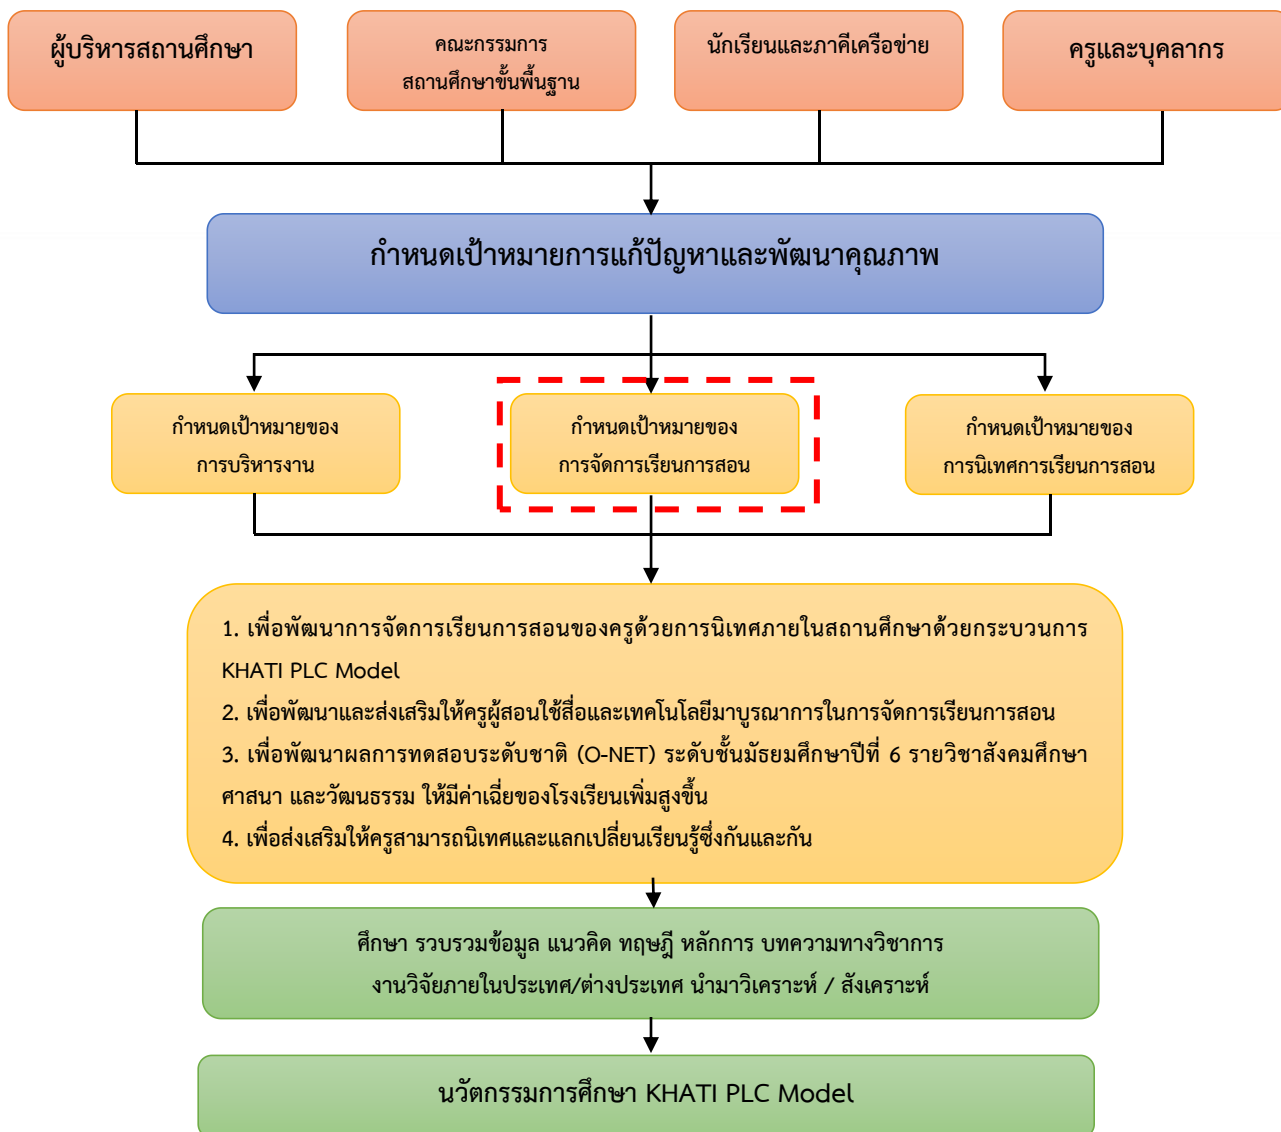 ผู้บริหารสถานศึกษา
คณะกรรมการ
สถานศึกษาขั้นพื้นฐาน
นักเรียนและภาคีเครือข่าย
ครูและบุคลากร
กำหนดเป้าหมายการแก้ปัญหาและพัฒนาคุณภาพ
กำหนดเป้าหมายของ
การบริหารงาน
กำหนดเป้าหมายของ
การจัดการเรียนการสอน
กำหนดเป้าหมายของ
การนิเทศการเรียนการสอน
1. เพื่อพัฒนาการจัดการเรียนการสอนของครูด้วยการนิเทศภายในสถานศึกษาด้วยกระบวนการ
KHATI PLC Model
2. เพื่อพัฒนาและส่งเสริมให้ครูผู้สอนใช้สื่อและเทคโนโลยีมาบูรณาการในการจัดการเรียนการสอน
3. เพื่อพัฒนาผลการทดสอบระดับชาติ (O-NET) ระดับชั้นมัธยมศึกษาปีที่ 6 รายวิชาสังคมศึกษา
ศาสนา และวัฒนธรรม ให้มีค่าเฉี่ยของโรงเรียนเพิ่มสูงขึ้น
4. เพื่อส่งเสริมให้ครูสามารถนิเทศและแลกเปลี่ยนเรียนรู้ซึ่งกันและกัน
ศึกษา รวบรวมข้อมูล แนวคิด ทฤษฎี หลักการ บทความทางวิชาการ
งานวิจัยภายในประเทศ/ต่างประเทศ นำมาวิเคราะห์ / สังเคราะห์
นวัตกรรมการศึกษา KHATI PLC Model